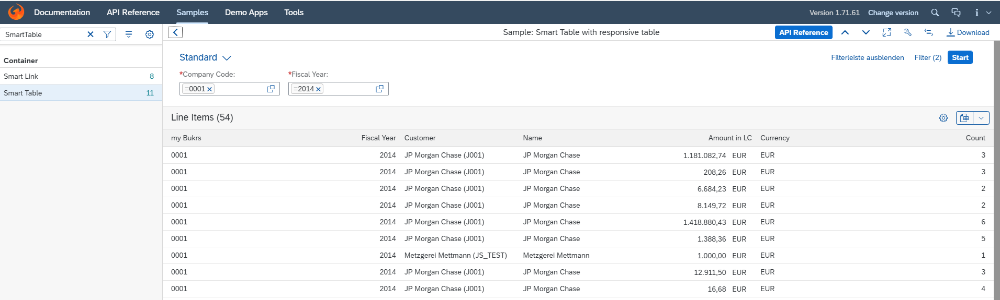 Documentation API Reference Samples Demo Apps Tools Version 1.71.61 Change version
SmartTable
Sample: Smart Table with responsive table API Reference Download
Container
Smart Link 8
Smart Table 11
Standard Filterleiste ausblenden Filter (2) Start
*Company Code: *Fiscal Year:
=0001 =2014
Line Items (54)
my Bukrs Fiscal Year Customer Name Amount in LC Currency Count
0001 2014 JP Morgan Chase (J001) JP Morgan Chase 1.181.082,74 EUR EUR 3
0001 2014 JP Morgan Chase (J001) JP Morgan Chase 208,26 EUR EUR 3
0001 2014 JP Morgan Chase (J001) JP Morgan Chase 6.684,23 EUR EUR 2
0001 2014 JP Morgan Chase (J001) JP Morgan Chase 8.149,72 EUR EUR 2
0001 2014 JP Morgan Chase (J001) JP Morgan Chase 1.418.880,43 EUR EUR 6
0001 2014 JP Morgan Chase (J001) JP Morgan Chase 1.388,36 EUR EUR 5
0001 2014 Metzgerei Mettmann (JS_TEST) Metzgerei Mettmann 1.000,00 EUR EUR 1
0001 2014 JP Morgan Chase (J001) JP Morgan Chase 12.911,50 EUR EUR 3
0001 2014 JP Morgan Chase (J001) JP Morgan Chase 16,68 EUR EUR 4